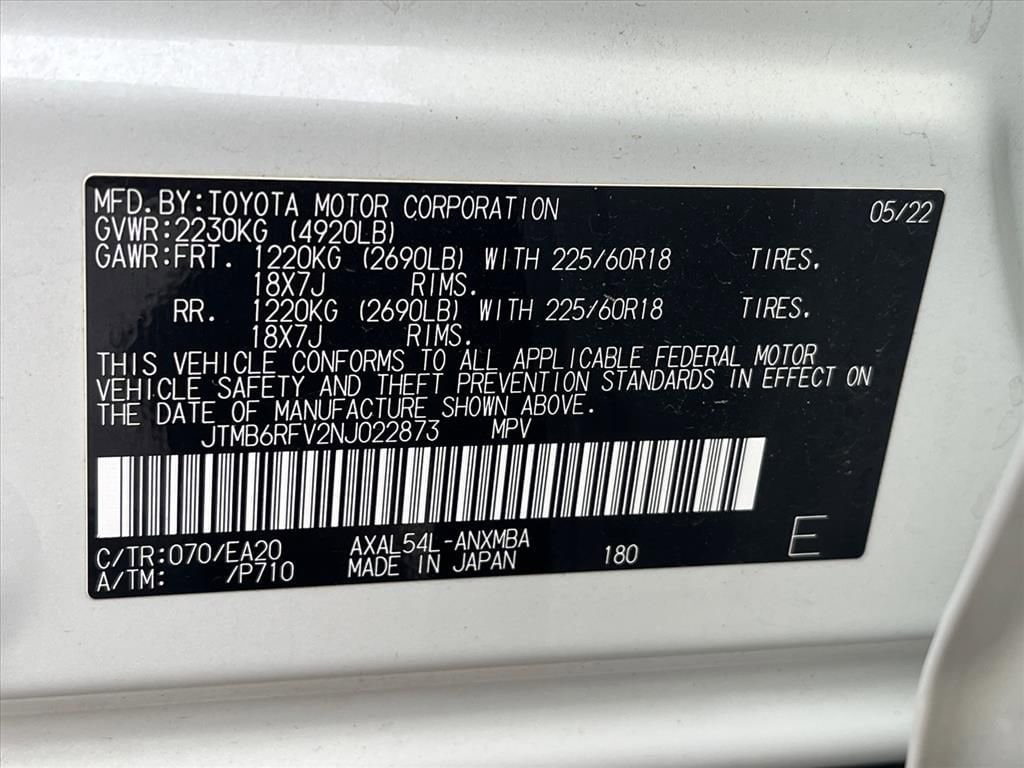 MFD.BY:TOYOTA MOTOR CORPORATION 05/22
GVWR:2230KG (4920LB)
GAWR:FRT. 1220KG (2690LB) WITH 225/60R18 TIRES.
18X7J RIMS.
RR. 1220KG (2690LB) WITH 225/60R18 TIRES.
18X7J RIMS.
THIS VEHICLE CONFORMS TO ALL APPLICABLE FEDERAL MOTOR
VEHICLE SAFETY AND THEFT PREVENTION STANDARDS IN EFFECT ON
THE DATE OF MANUFACTURE SHOWN ABOVE.
JTMB6RFV2NJ022873 MPV
C/TR:070/EA20 AXAL54L-ANXMBA 180 E
A/TM: /P710 MADE IN JAPAN